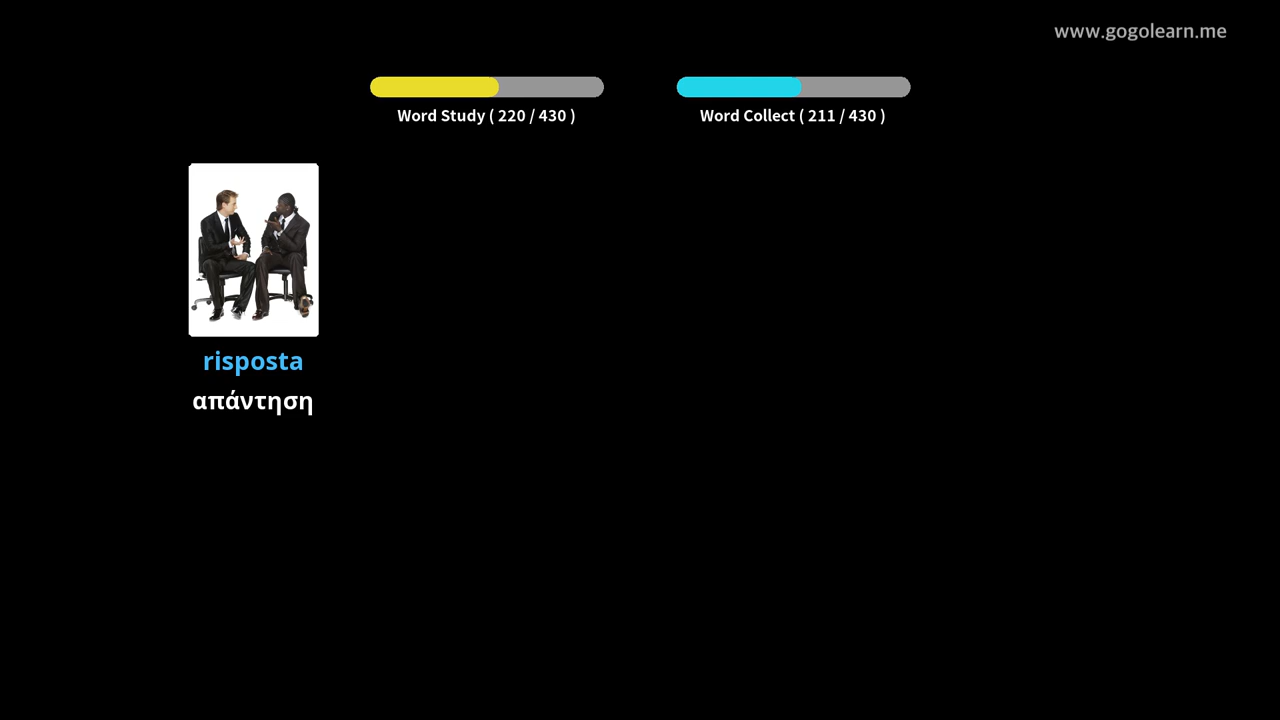 www.gogolearn.me
Word Study ( 220 / 430 )
Word Collect ( 211 / 430 )
risposta
απάντηση